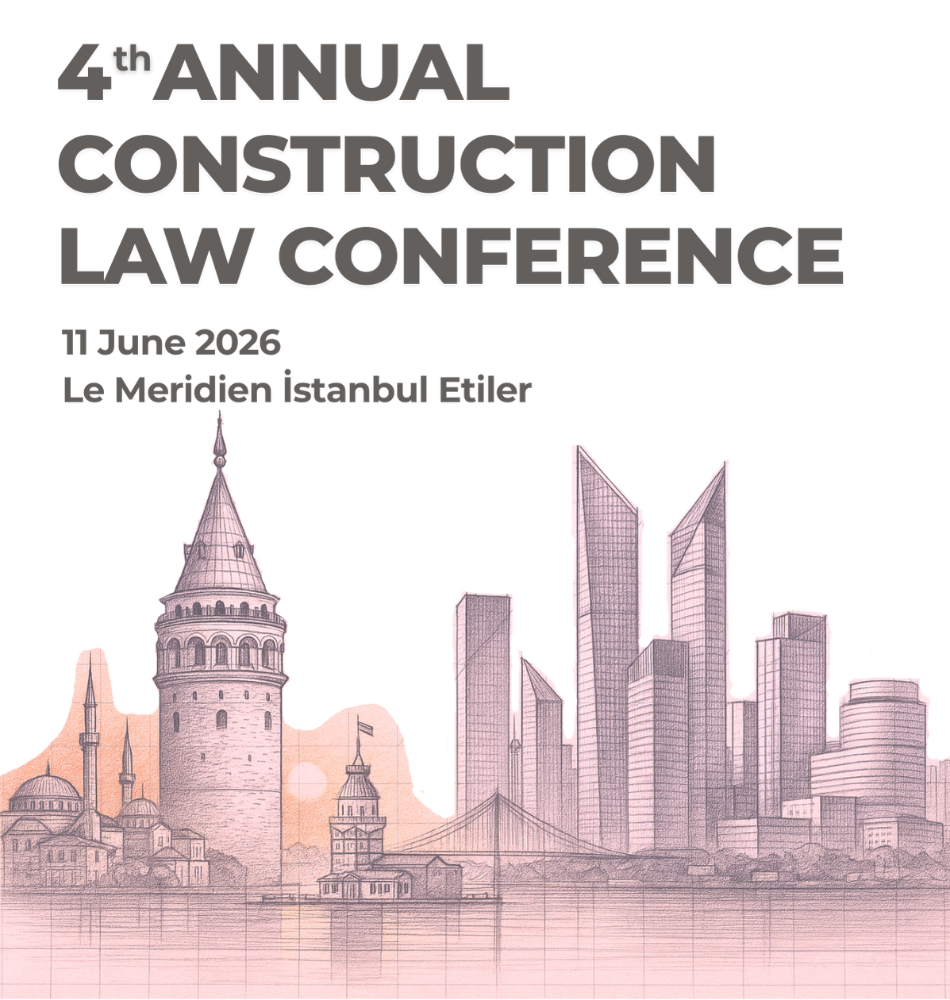 4th ANNUAL
CONSTRUCTION
LAW CONFERENCE
11 June 2026
Le Meridien İstanbul Etiler